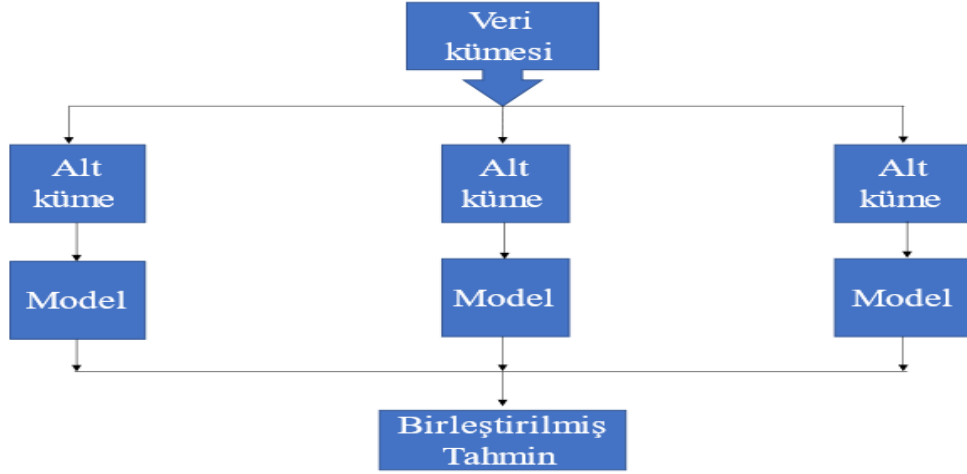 Veri
kümesi
Alt
küme
Alt
küme
Alt
küme
Model
Model
Model
Birleştirilmiş
Tahmin